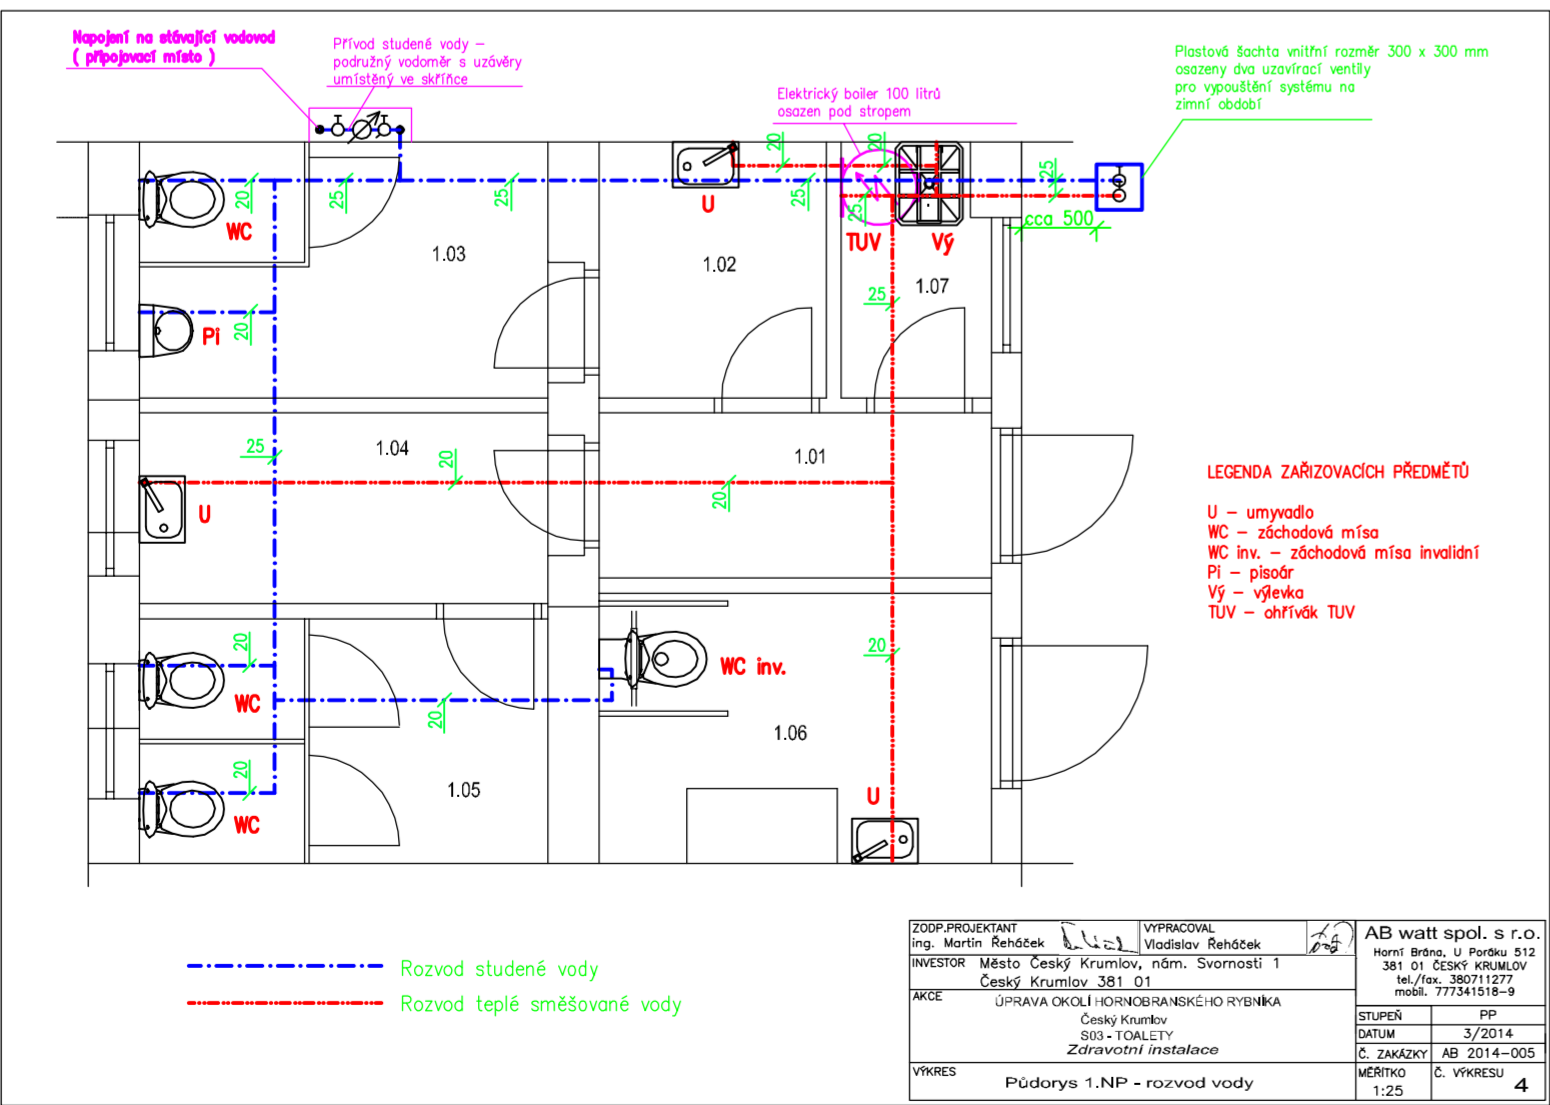 Napojení na stávající vodovod
( připojovací místo )
Přívod studené vody –
podružný vodoměr s uzávěry
umístěný ve skříňce
Elektrický boiler 100 litrů
osazen pod stropem
Plastová šachta vnitřní rozměr 300 x 300 mm
osazeny dva uzavírací ventily
pro vypouštění systému na
zimní období
20
20
20
25
25
25
25
25
cca 500
WC
U
TUV
Vý
1.03
1.02
1.07
25
Pi
20
25
1.04
20
1.01
20
U
LEGENDA ZAŘIZOVACÍCH PŘEDMĚTŮ
U – umyvadlo
WC – záchodová mísa
WC inv. – záchodová mísa invalidní
Pi – pisoár
Vý – výlevka
TUV – ohřívák TUV
20
WC
20
WC inv.
20
1.06
20
WC
1.05
U
Rozvod studené vody
Rozvod teplé směšované vody
ZODP.PROJEKTANT
ing. Martin Řeháček
VYPRACOVAL
Vladislav Řeháček
INVESTOR Město Český Krumlov, nám. Svornosti 1
Český Krumlov 381 01
AKCE
ÚPRAVA OKOLÍ HORNOBRANSKÉHO RYBNÍKA
Český Krumlov
S03 - TOALETY
Zdravotní instalace
VÝKRES
Půdorys 1.NP - rozvod vody
AB watt spol. s r.o.
Horní Brána, U Poráku 512
381 01 ČESKÝ KRUMLOV
tel./fax. 380711277
mobil. 777341518–9
STUPEŇ PP
DATUM 3/2014
Č. ZAKÁZKY AB 2014–005
MĚŘÍTKO
1:25
Č. VÝKRESU
4